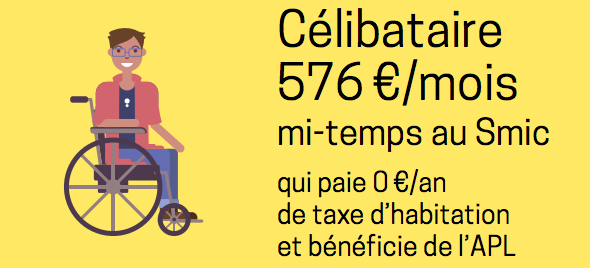 Célibataire
576 €/mois
mi-temps au Smic
qui paie 0 €/an
de taxe d'habitation
et bénéficie de l'APL